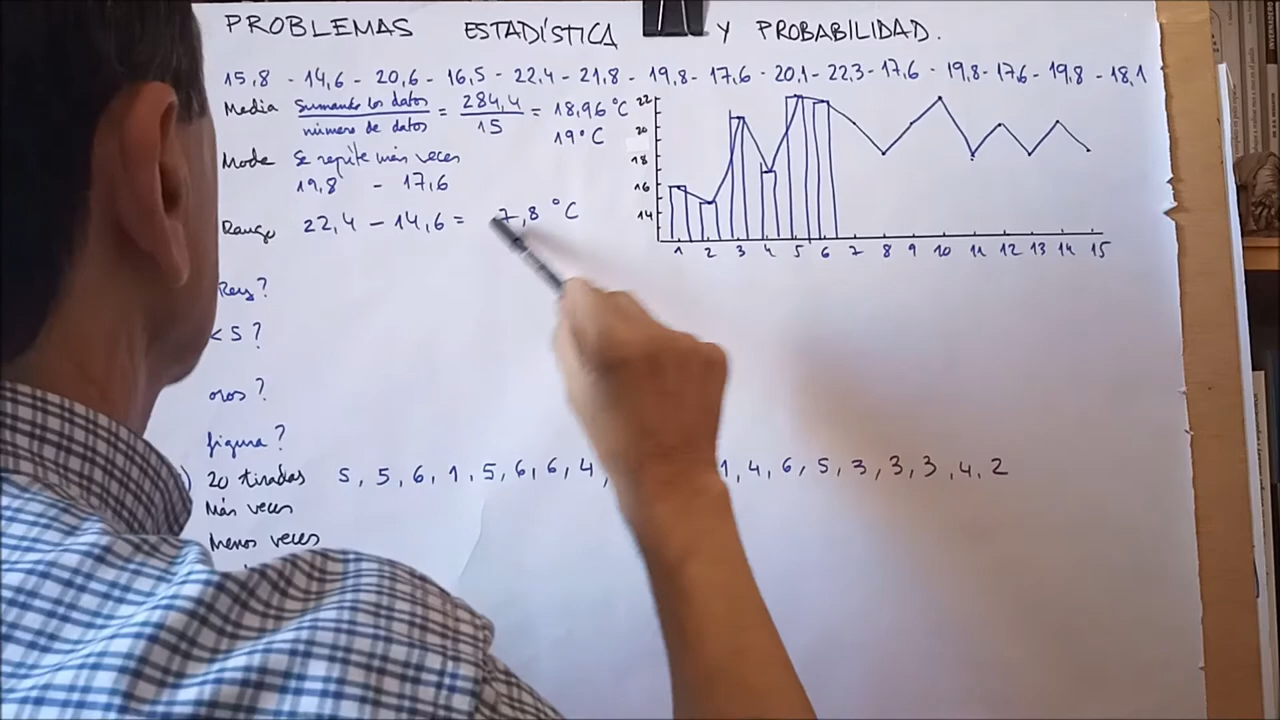 PROBLEMAS ESTADÍSTICA Y PROBABILIDAD.
15,8 - 14,6 - 20,6 - 16,5 - 22,4 - 21,8 - 19,8 - 17,6 - 20,1 - 22,3 - 17,6 - 19,8 - 17,6 - 19,8 - 18,1
Media Sumando los datos / número de datos = 284,4 / 15 = 18,96 °C
19°C
Moda Se repite más veces
19,8 - 17,6
Rango 22,4 - 14,6 = 7,8 °C
22
20
18
16
14
1 2 3 4 5 6 7 8 9 10 11 12 13 14 15
Rey?
< 5?
oros?
figura?
) 20 tiradas 5, 5, 6, 1, 5, 6, 6, 4, 1, 4, 6, 5, 3, 3, 3, 4, 2
Más veces
Menos veces
INVERNADERO